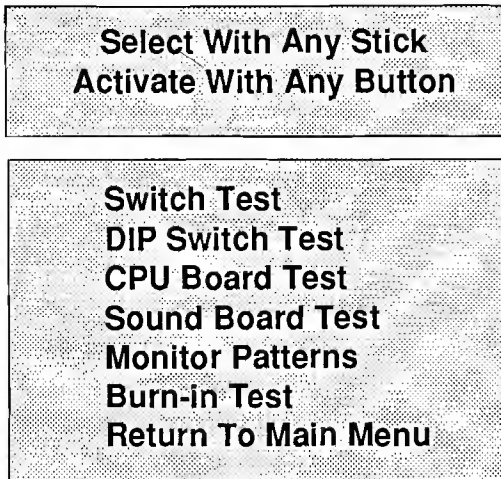 Select With Any Stick
Activate With Any Button
Switch Test
DIP Switch Test
CPU Board Test
Sound Board Test
Monitor Patterns
Burn-in Test
Return To Main Menu